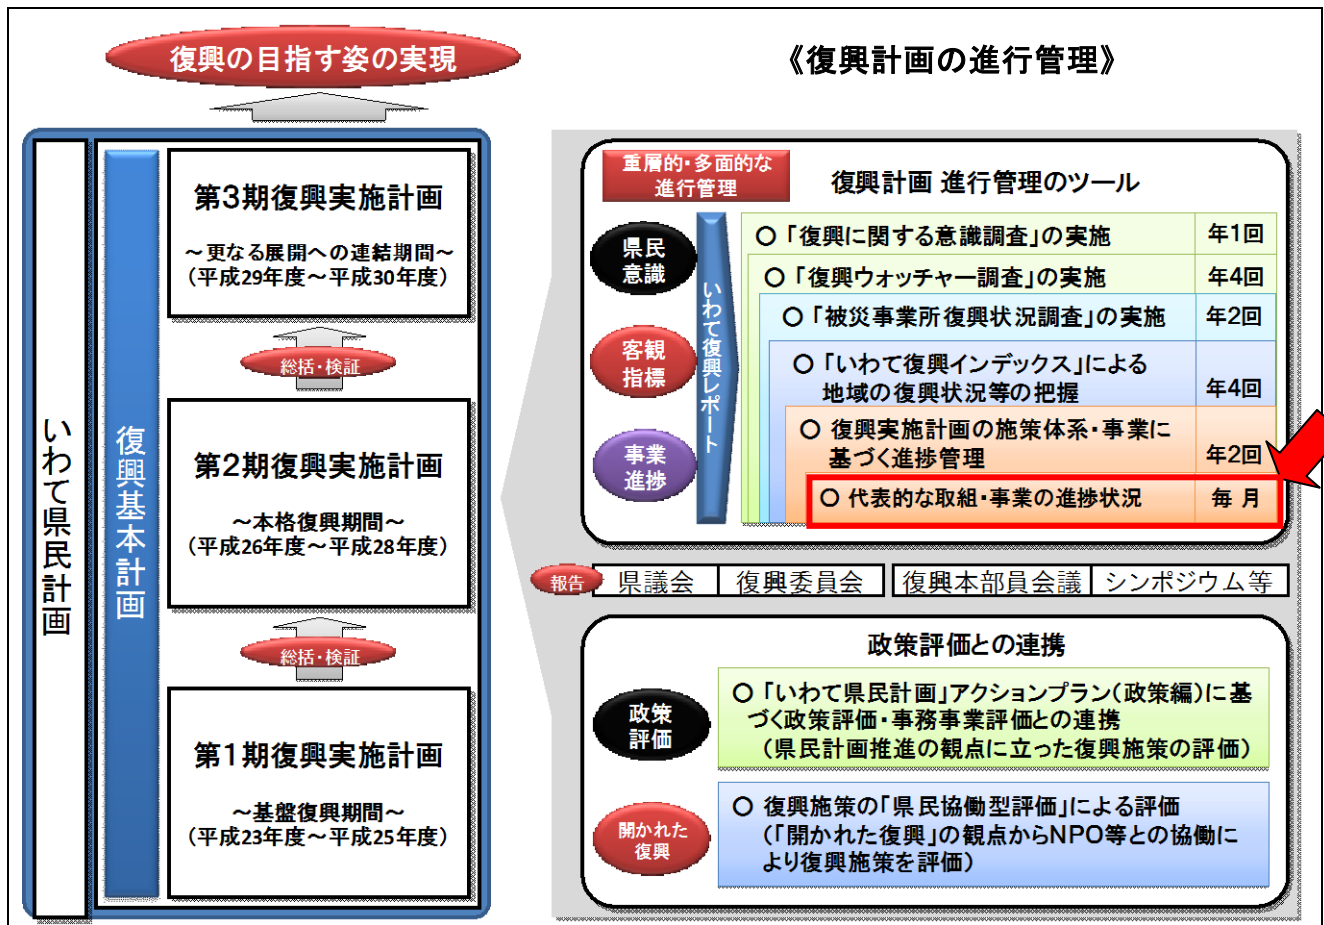 復興の目指す姿の実現
《復興計画の進行管理》
いわて県民計画
復興基本計画
第3期復興実施計画
～更なる展開への連結期間～
（平成29年度～平成30年度）
総括・検証
第2期復興実施計画
～本格復興期間～
（平成26年度～平成28年度）
総括・検証
第1期復興実施計画
～基盤復興期間～
（平成23年度～平成25年度）
重層的・多面的な
進行管理
復興計画 進行管理のツール
県民
意識
客観
指標
事業
進捗
いわて復興レポート
○「復興に関する意識調査」の実施 年1回
○「復興ウォッチャー調査」の実施 年4回
○「被災事業所復興状況調査」の実施 年2回
○「いわて復興インデックス」による
地域の復興状況等の把握 年4回
○ 復興実施計画の施策体系・事業に
基づく進捗管理 年2回
○ 代表的な取組・事業の進捗状況 毎 月
報告 県議会 復興委員会 復興本部員会議 シンポジウム等
政策評価との連携
政策
評価
○「いわて県民計画」アクションプラン（政策編）に基
づく政策評価・事務事業評価との連携
（県民計画推進の観点に立った復興施策の評価）
開かれた
復興
○ 復興施策の「県民協働型評価」による評価
（「開かれた復興」の観点からNPO等との協働に
より復興施策を評価）